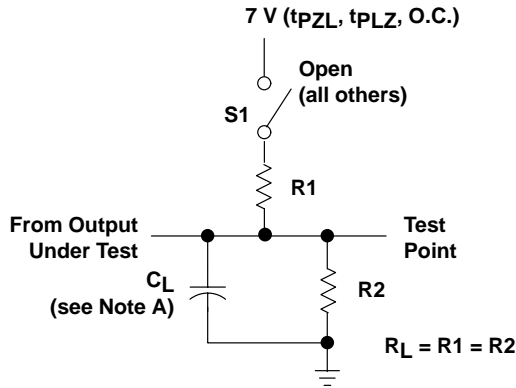 7 V (tPZL, tPLZ, O.C.)
Open
(all others)
S1
R1
From Output
Under Test
Test
Point
CL
(see Note A)
R2
RL = R1 = R2